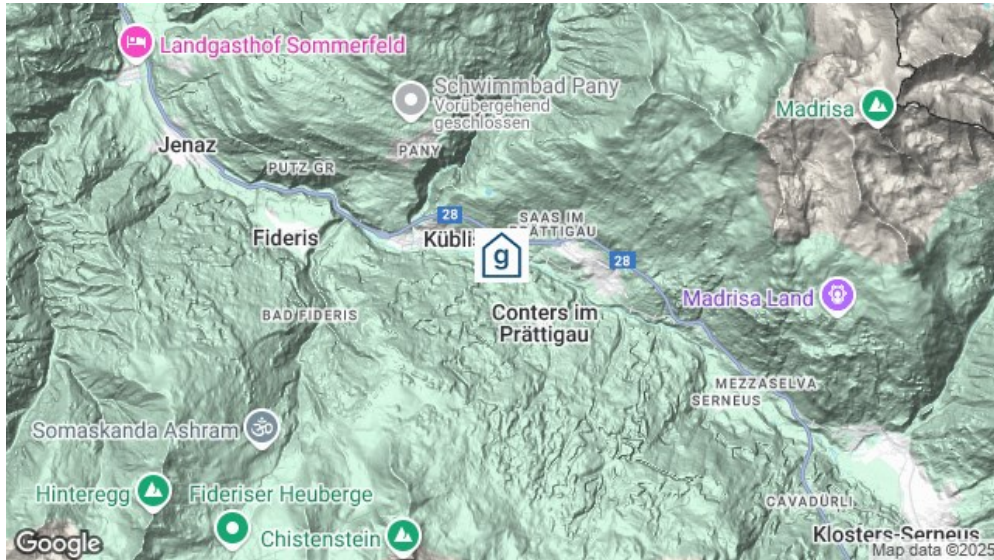 Landgasthof Sommerfeld
Schwimmbad Pany
Vorübergehend
geschlossen
Madrisa
Jenaz
PANY
PUTZ GR
28
SAAS IM
PRÄTTIGAU
Fideris
Küblis
g
28
Madrisa Land
Conters im
Prättigau
BAD FIDERIS
MEZZASELVA
SERNEUS
Somaskanda Ashram
Hinteregg
Fideriser Heuberge
CAVADÜRLI
Chistenstein
Klosters-Serneus
Google
Map data ©2025